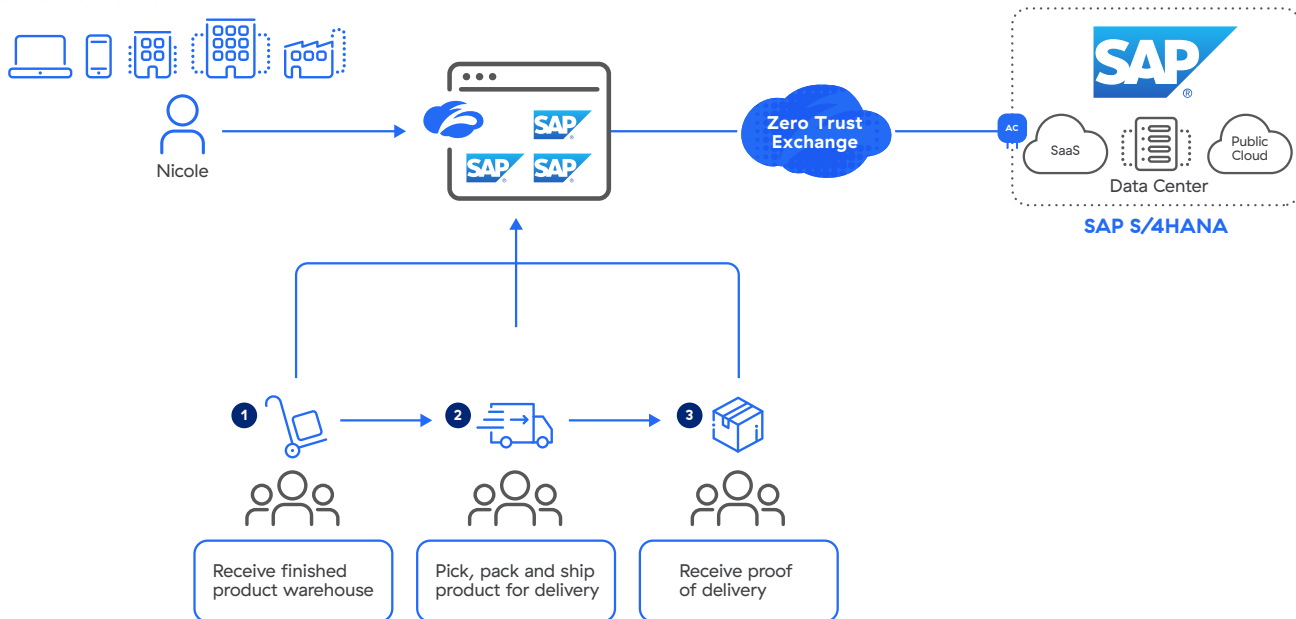 SAP
®
Nicole
SAP
®
SAP
®
SAP
®
Zero Trust
Exchange
AC
SaaS
Public
Cloud
Data Center
SAP S/4HANA
1
2
3
Receive finished
product warehouse
Pick, pack and ship
product for delivery
Receive proof
of delivery